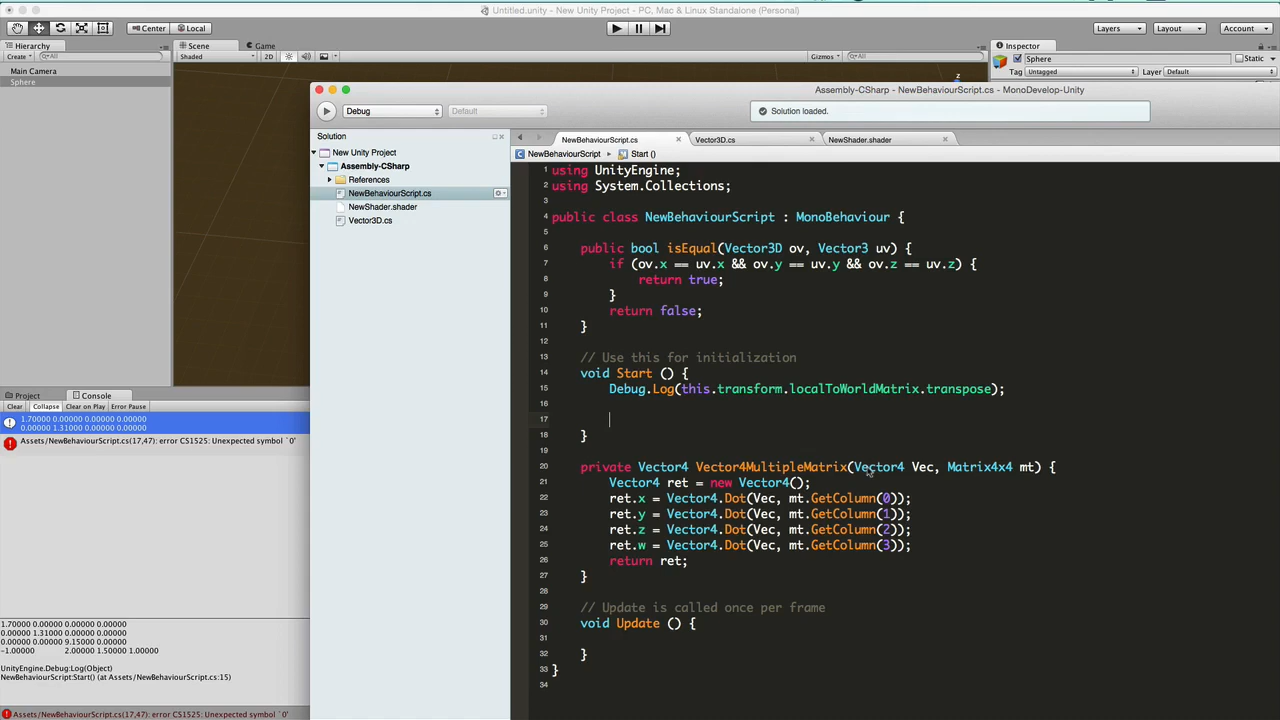 Untitled.unity - New Unity Project - PC, Mac & Linux Standalone (Personal)
Center Local Layers Layout Account
Hierarchy Scene Game Inspector
Create All Shaded 2D Gizmos All Sphere Static
Main Camera Tag Untagged Layer Default
Sphere
Assembly-CSharp - NewBehaviourScript.cs - MonoDevelop-Unity
Debug Default Solution loaded.
Solution
NewBehaviourScript.cs Vector3D.cs NewShader.shader
New Unity Project
NewBehaviourScript Start ()
Assembly-CSharp
References
NewBehaviourScript.cs
NewShader.shader
Vector3D.cs
1 using UnityEngine;
2 using System.Collections;
3
4 public class NewBehaviourScript : MonoBehaviour {
5
6 public bool isEqual(Vector3D ov, Vector3 uv) {
7 if (ov.x == uv.x && ov.y == uv.y && ov.z == uv.z) {
8 return true;
9 }
10 return false;
11 }
12
13 // Use this for initialization
14 void Start () {
15 Debug.Log(this.transform.localToWorldMatrix.transpose);
16
17
18 }
19
20 private Vector4 Vector4MultipleMatrix(Vector4 Vec, Matrix4x4 mt) {
21 Vector4 ret = new Vector4();
22 ret.x = Vector4.Dot(Vec, mt.GetColumn(0));
23 ret.y = Vector4.Dot(Vec, mt.GetColumn(1));
24 ret.z = Vector4.Dot(Vec, mt.GetColumn(2));
25 ret.w = Vector4.Dot(Vec, mt.GetColumn(3));
26 return ret;
27 }
28
29 // Update is called once per frame
30 void Update () {
31
32 }
33 }
34
Project Console
Clear Collapse Clear on Play Error Pause
1.70000 0.00000 0.00000 0.00000
0.00000 1.31000 0.00000 0.00000
Assets/NewBehaviourScript.cs(17,47): error CS1525: Unexpected symbol `0'
1.70000 0.00000 0.00000 0.00000
0.00000 1.31000 0.00000 0.00000
0.00000 0.00000 9.15000 0.00000
-1.00000 2.00000 1.50000 1.00000
UnityEngine.Debug:Log(Object)
NewBehaviourScript:Start() (at Assets/NewBehaviourScript.cs:15)
Assets/NewBehaviourScript.cs(17,47): error CS1525: Unexpected symbol `0'